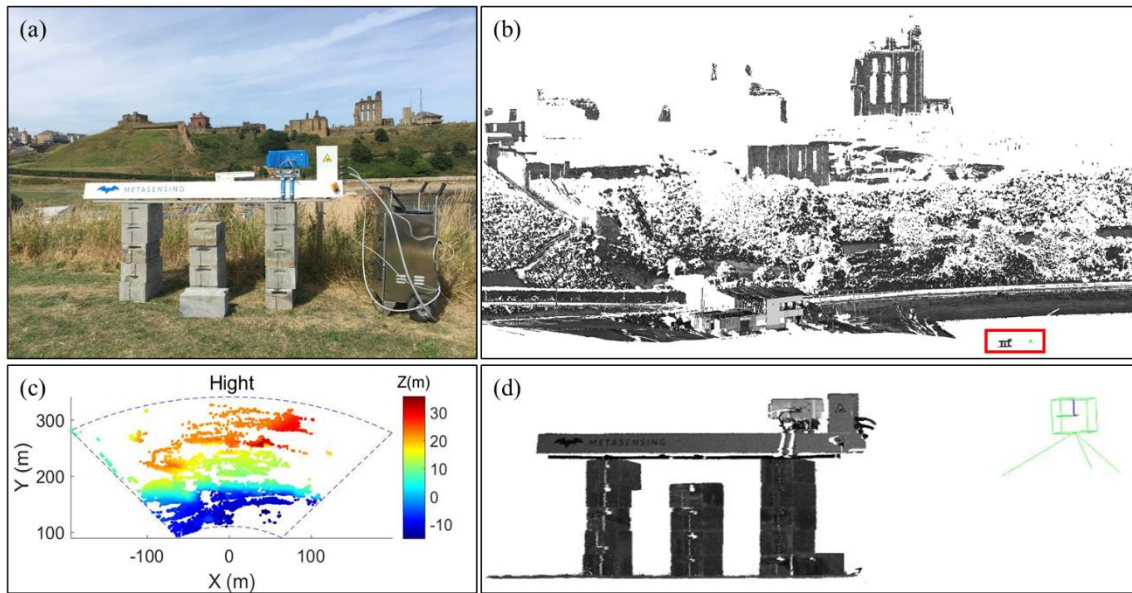 (a)
METASENSING
(b)
(c)
Hight
Z(m)
Y (m)
300
200
100
-100
0
100
X (m)
30
20
10
0
-10
(d)
METASENSING